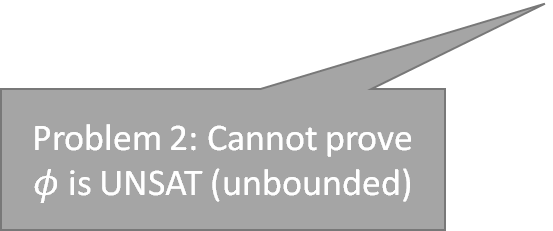 Problem 2: Cannot prove
𝜙 is UNSAT (unbounded)